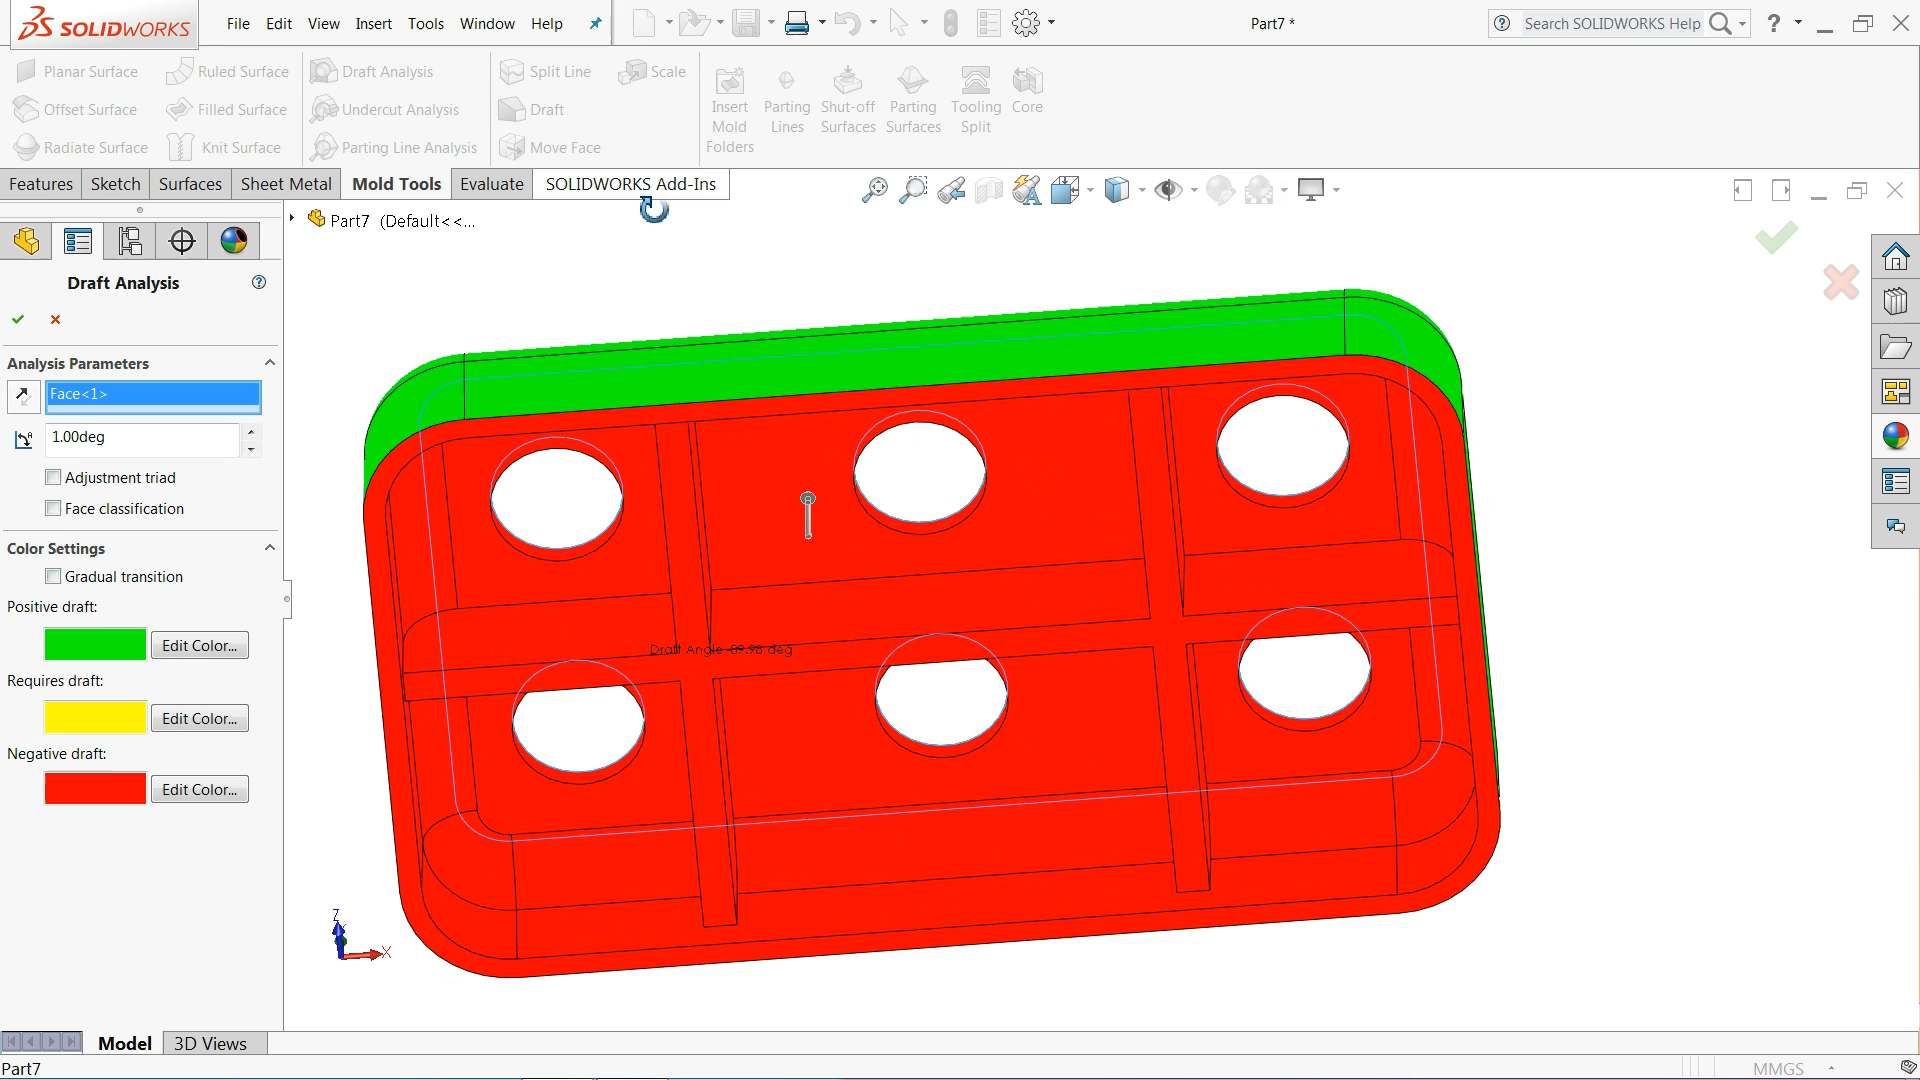 SOLIDWORKS File Edit View Insert Tools Window Help Part7 * Search SOLIDWORKS Help ?
Planar Surface Ruled Surface Draft Analysis Split Line Scale
Offset Surface Filled Surface Undercut Analysis Draft
Radiate Surface Knit Surface Parting Line Analysis Move Face
Insert Mold Folders
Parting Lines
Shut-off Surfaces
Parting Surfaces
Tooling Split
Core
Features Sketch Surfaces Sheet Metal Mold Tools Evaluate SOLIDWORKS Add-Ins
Part7 (Default<<...
Draft Analysis
Analysis Parameters
Face<1>
1.00deg
Adjustment triad
Face classification
Color Settings
Gradual transition
Positive draft:
Edit Color...
Requires draft:
Edit Color...
Negative draft:
Edit Color...
Draft Angle -89.98 deg
Z
X
Model 3D Views
Part7 MMGS